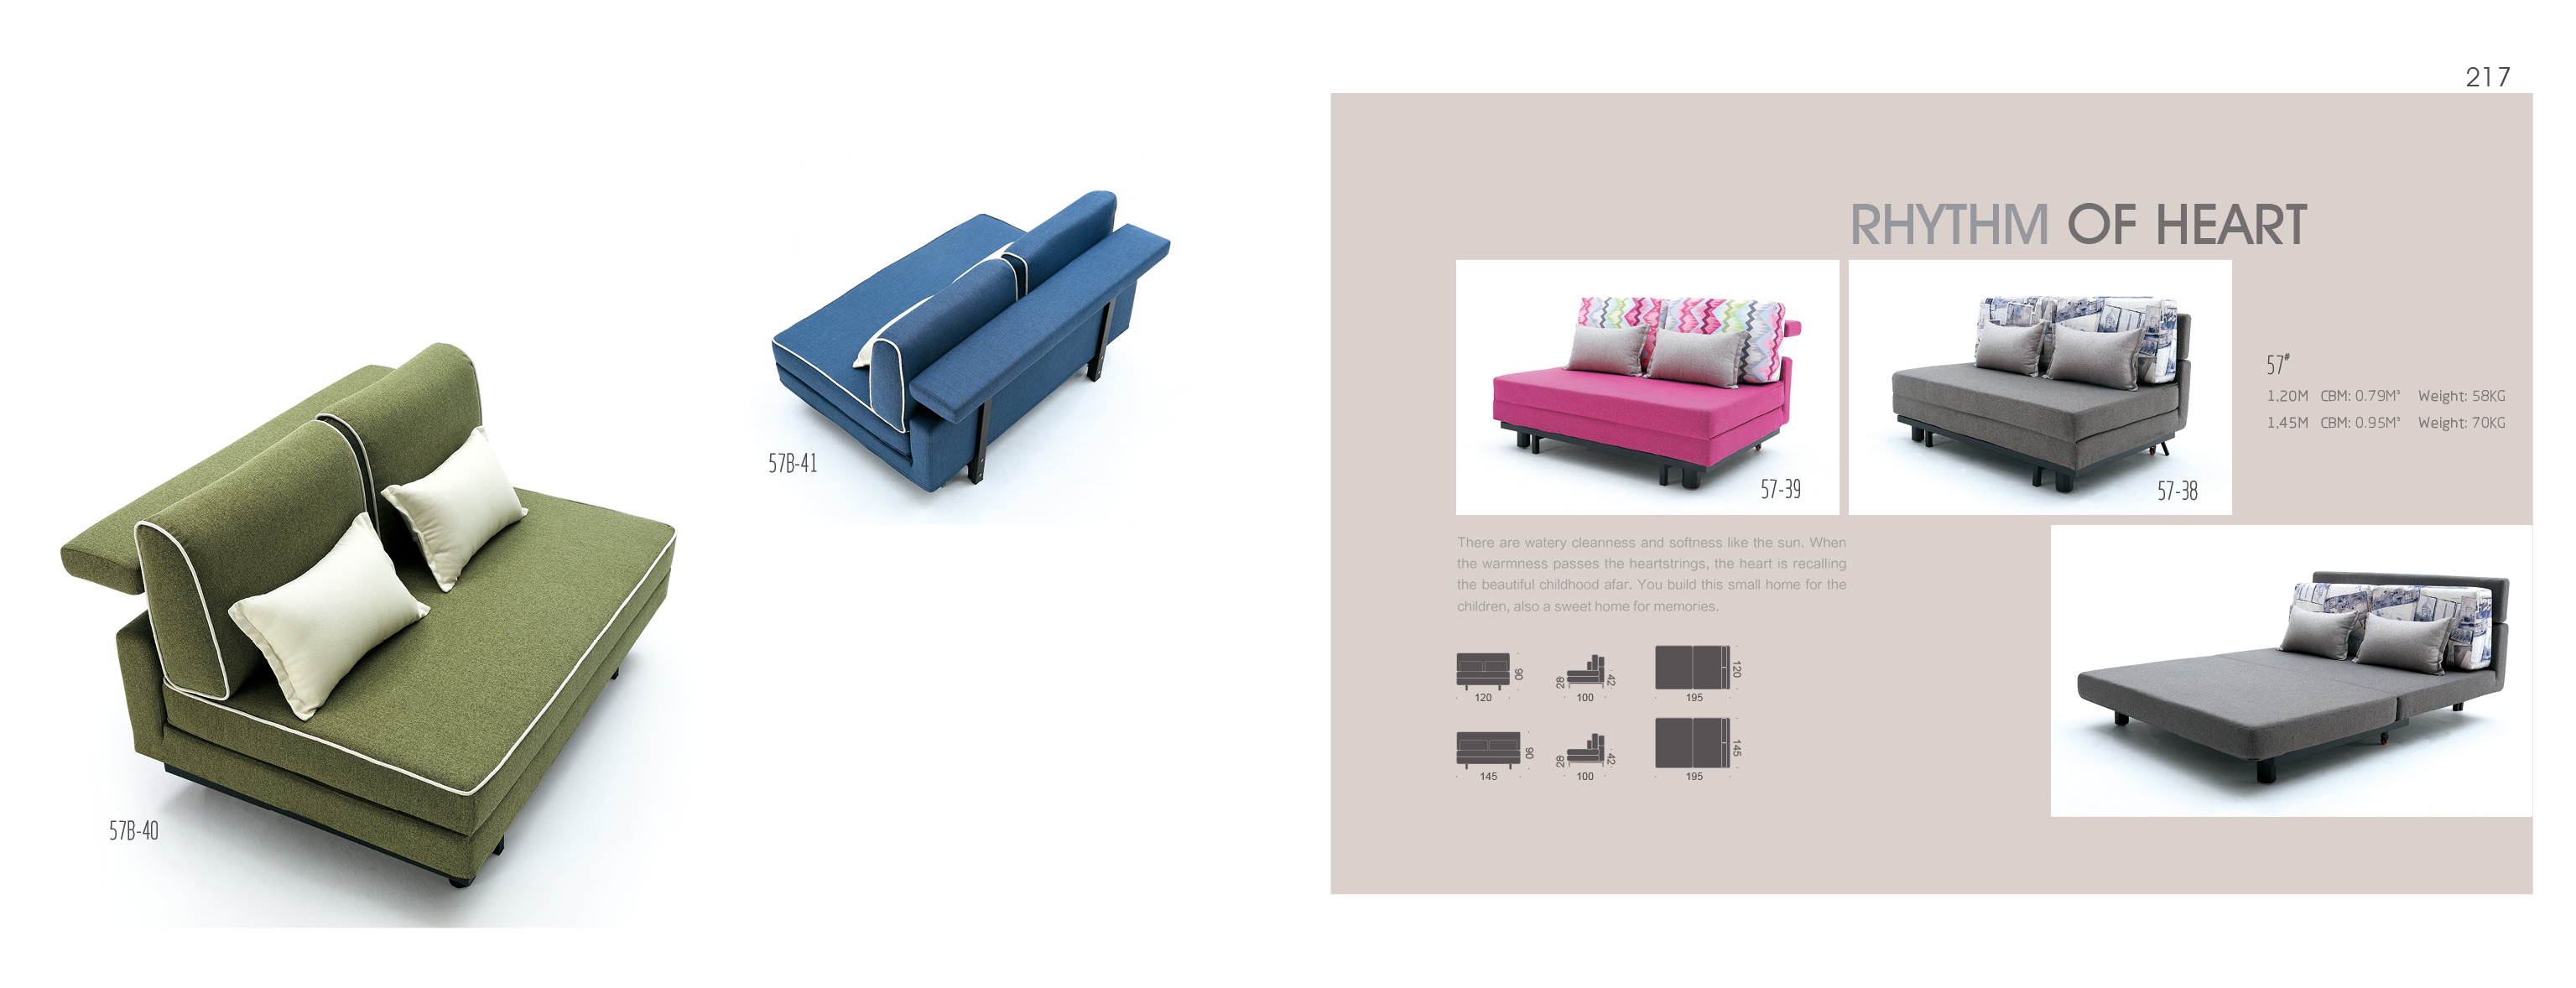 217
RHYTHM OF HEART
57B-41
57B-40
57-39
57-38
57#
1.20M CBM: 0.79M³ Weight: 58KG
1.45M CBM: 0.95M³ Weight: 70KG
There are watery cleanness and softness like the sun. When
the warmness passes the heartstrings, the heart is recalling
the beautiful childhood afar. You build this small home for the
children, also a sweet home for memories.
90
120
28
42
100
120
195
90
145
28
42
100
145
195